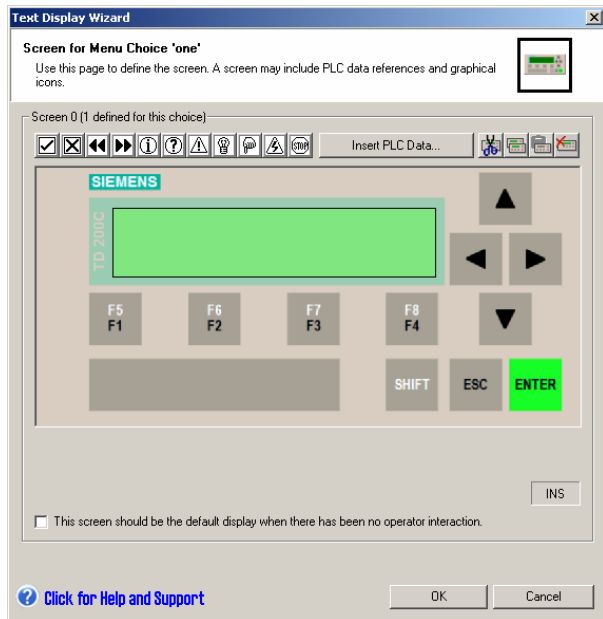 Text Display Wizard
Screen for Menu Choice 'one'
Use this page to define the screen. A screen may include PLC data references and graphical
icons.
Screen 0 (1 defined for this choice)
STOP
Insert PLC Data...
SIEMENS
TD 200C
F5 F6 F7 F8
F1 F2 F3 F4
SHIFT ESC ENTER
INS
This screen should be the default display when there has been no operator interaction.
Click for Help and Support
OK Cancel